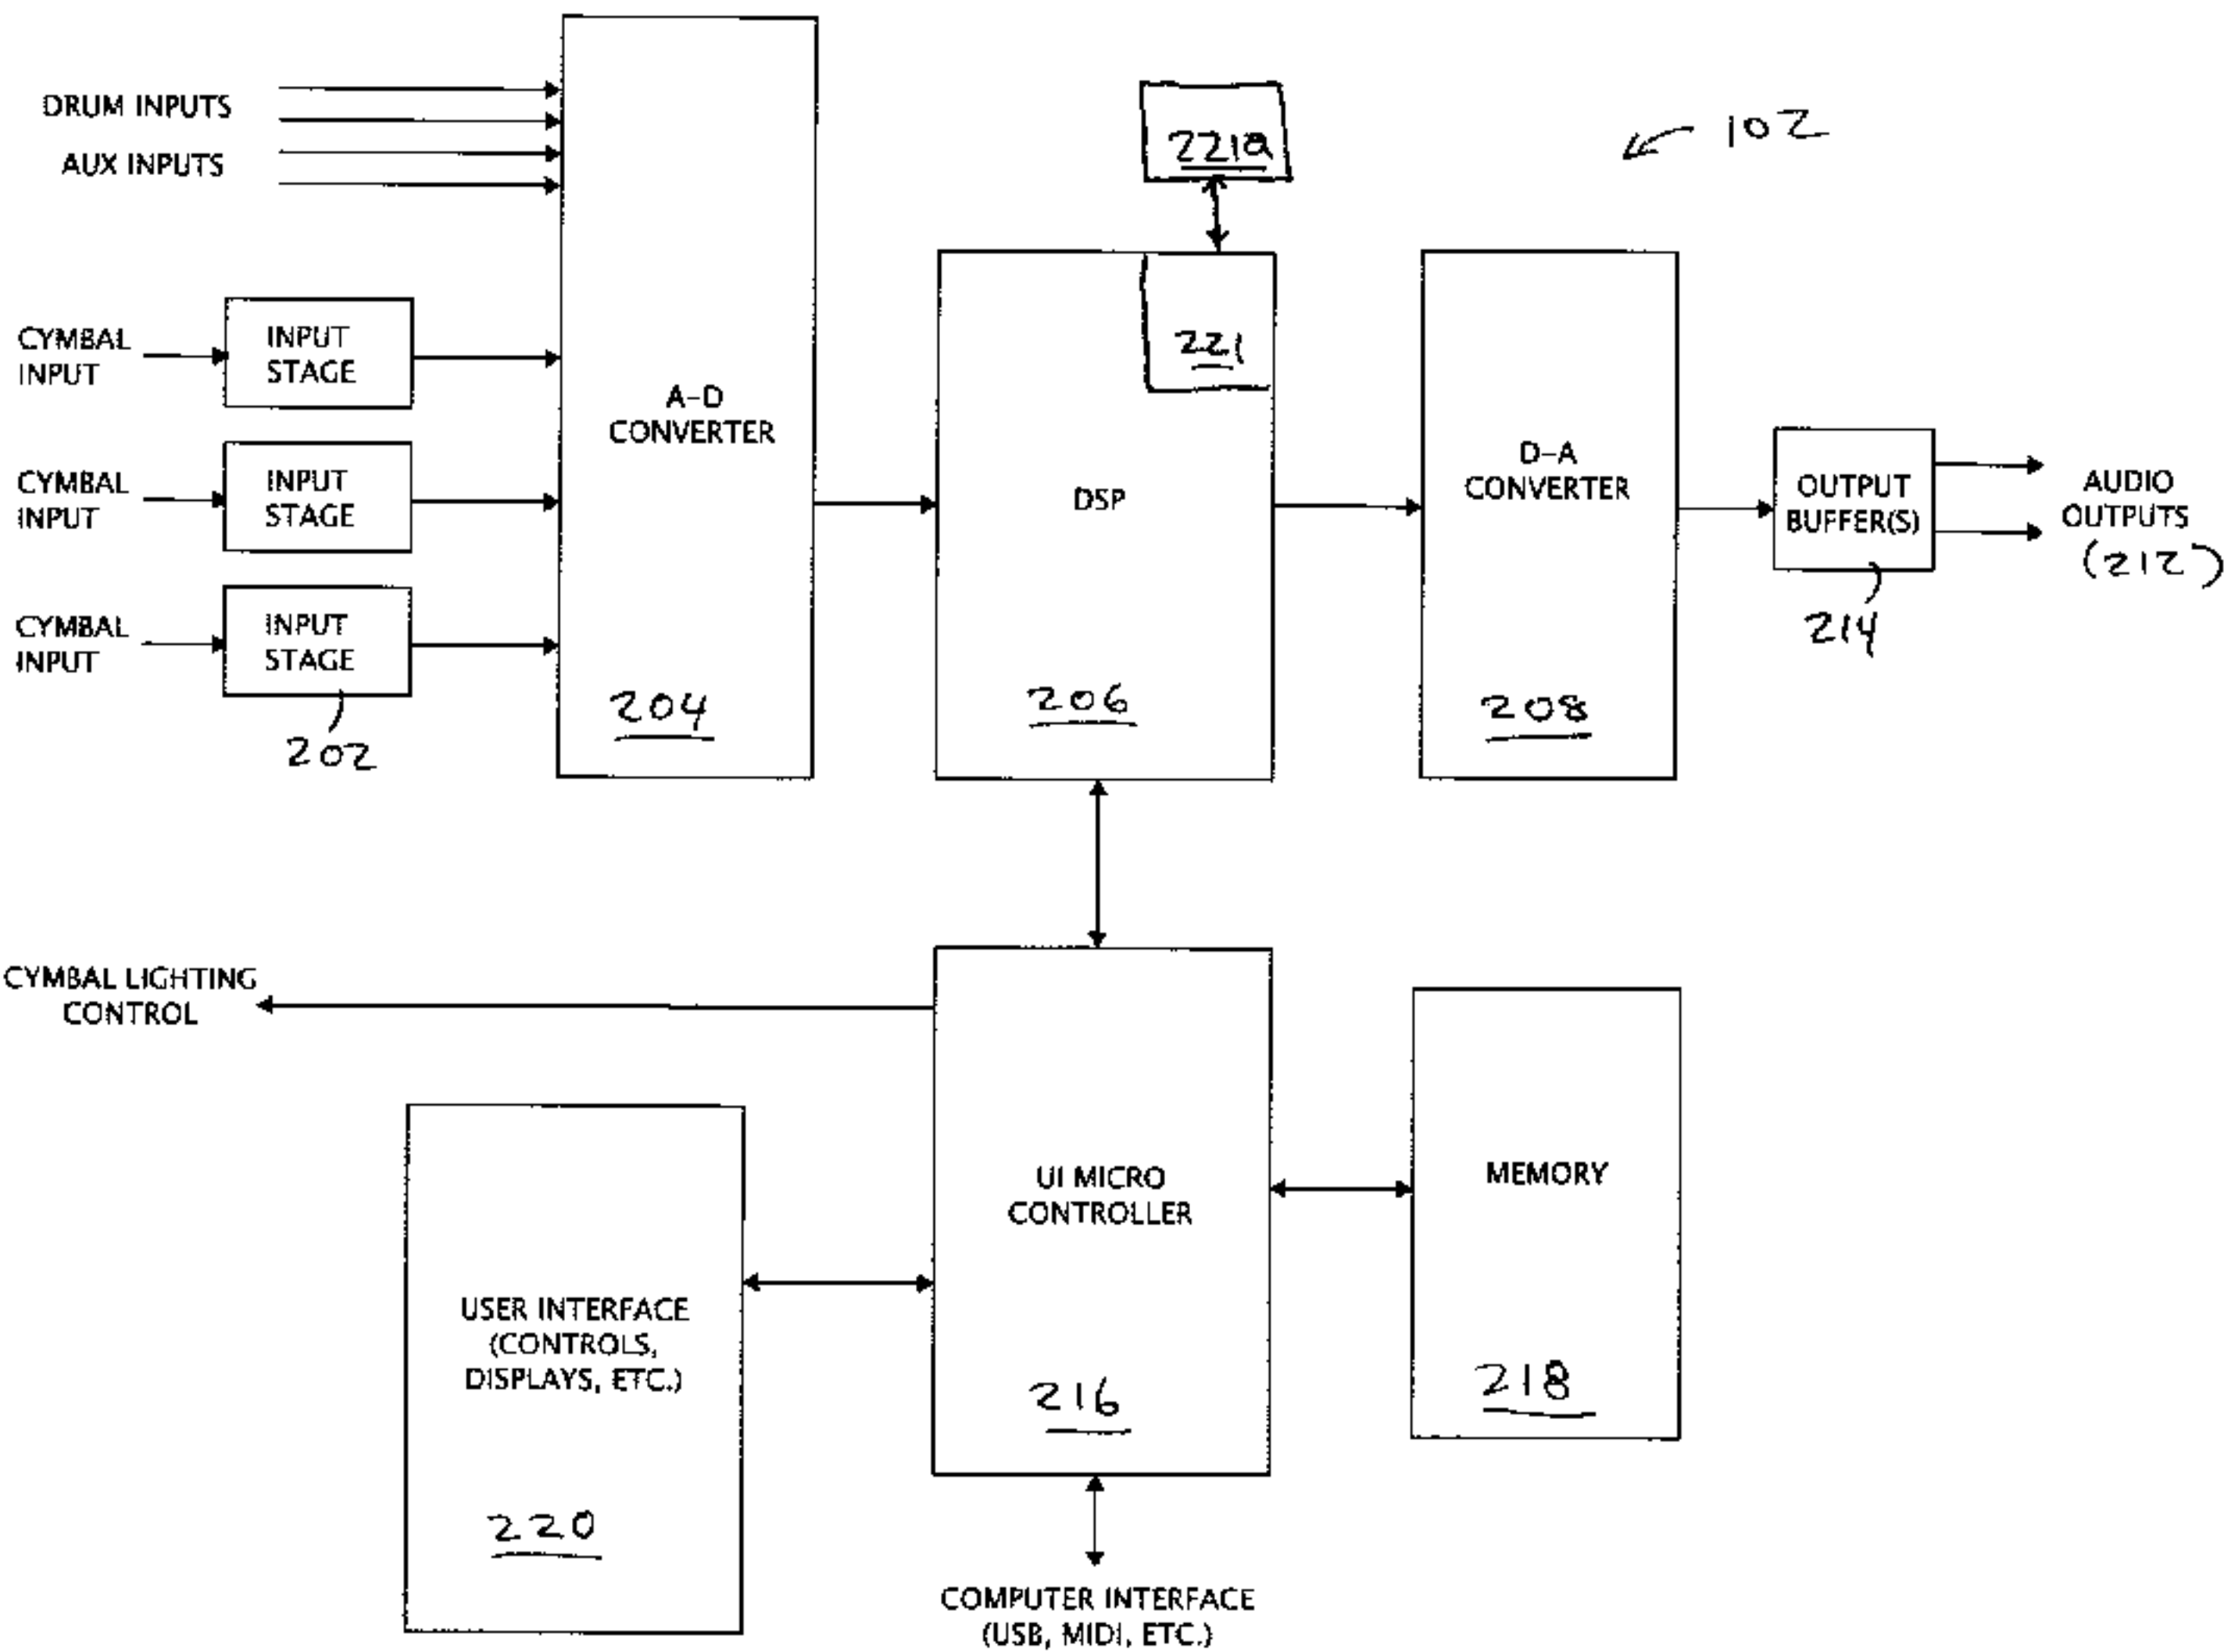 DRUM INPUTS
AUX INPUTS
221a
102
CYMBAL
INPUT
INPUT
STAGE
221
A-D
CONVERTER
CYMBAL
INPUT
INPUT
STAGE
DSP
D-A
CONVERTER
OUTPUT
BUFFER(S)
AUDIO
OUTPUTS
(212)
CYMBAL
INPUT
INPUT
STAGE
202
204
206
208
214
CYMBAL LIGHTING
CONTROL
UI MICRO
CONTROLLER
MEMORY
USER INTERFACE
(CONTROLS,
DISPLAYS, ETC.)
216
218
220
COMPUTER INTERFACE
(USB, MIDI, ETC.)